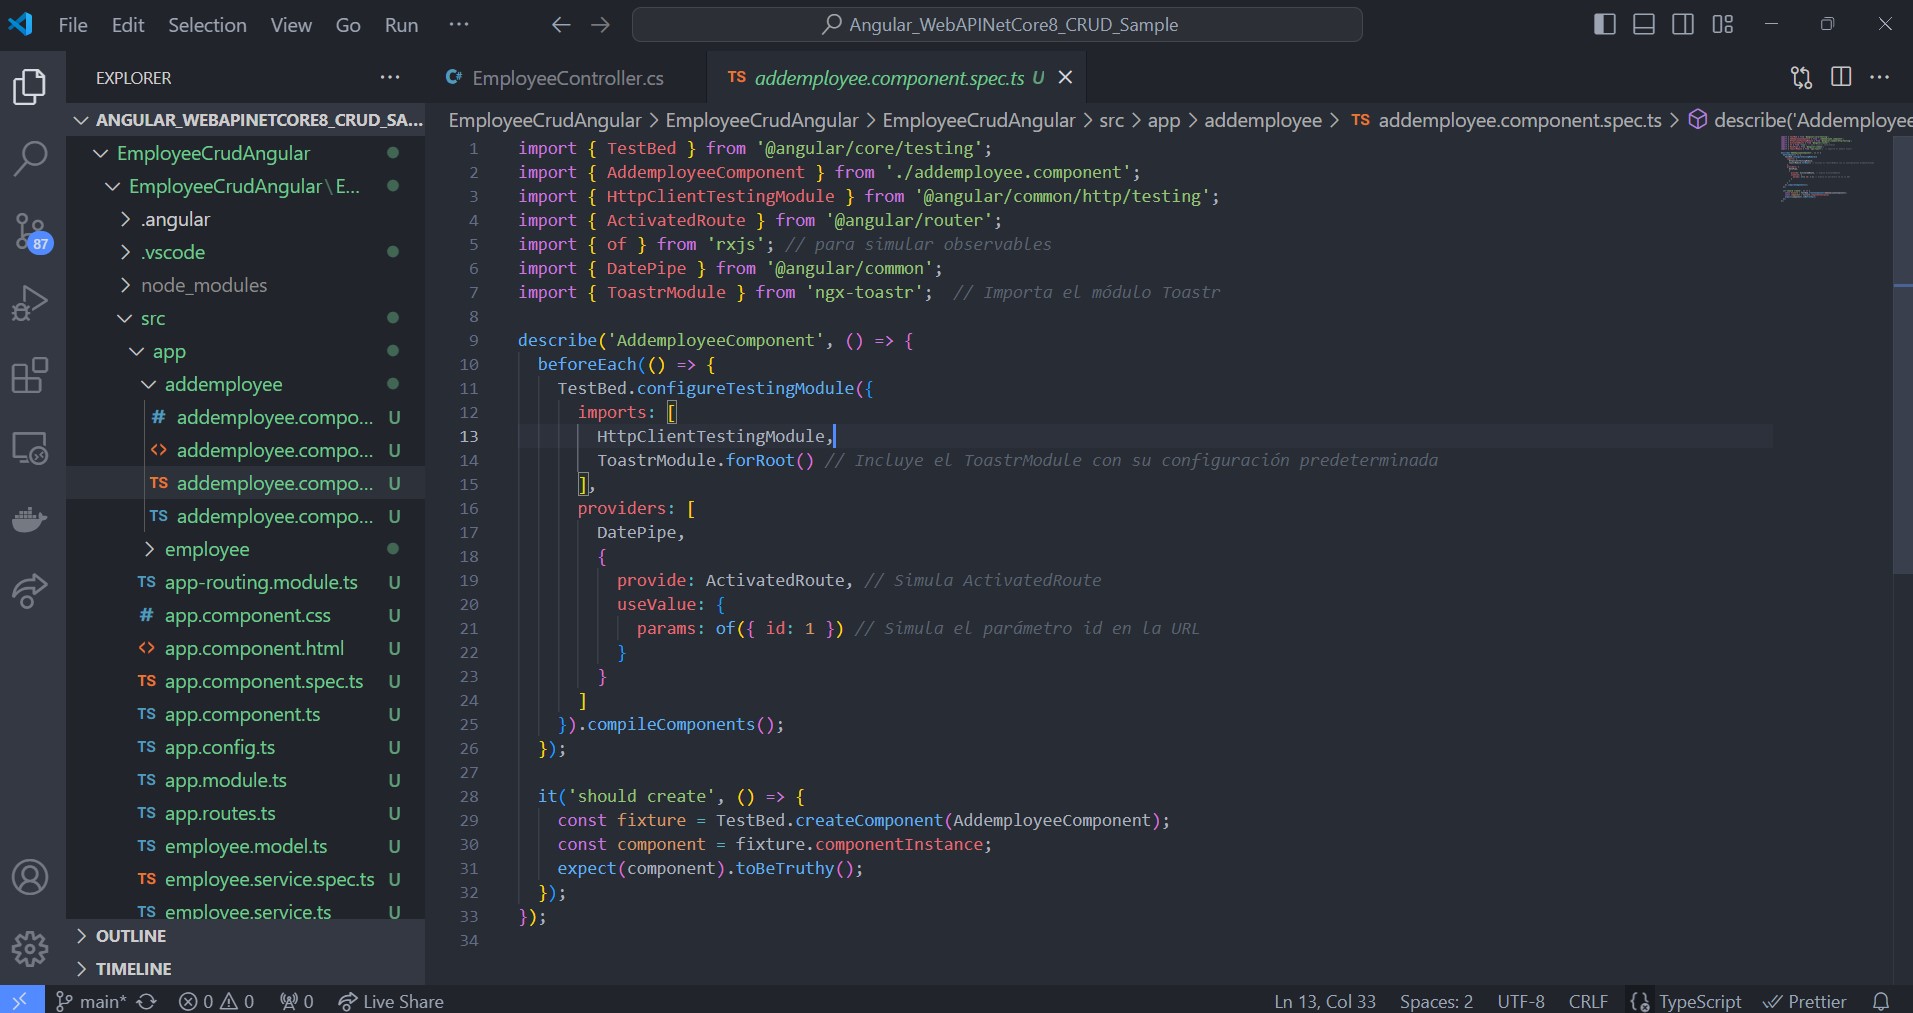 File Edit Selection View Go Run ···
Angular_WebAPINetCore8_CRUD_Sample
EXPLORER
ANGULAR_WEBAPINETCORE8_CRUD_SA...
EmployeeCrudAngular
EmployeeCrudAngular\E...
.angular
.vscode
node_modules
src
app
addemployee
# addemployee.compo... U
<> addemployee.compo... U
TS addemployee.compo... U
TS addemployee.compo... U
employee
TS app-routing.module.ts U
# app.component.css U
<> app.component.html U
TS app.component.spec.ts U
TS app.component.ts U
TS app.config.ts U
TS app.module.ts U
TS app.routes.ts U
TS employee.model.ts U
TS employee.service.spec.ts U
TS employee.service.ts U
OUTLINE
TIMELINE
87
C# EmployeeController.cs
TS addemployee.component.spec.ts U
EmployeeCrudAngular > EmployeeCrudAngular > EmployeeCrudAngular > src > app > addemployee > TS addemployee.component.spec.ts > describe('Addemployee
1 import { TestBed } from '@angular/core/testing';
2 import { AddemployeeComponent } from './addemployee.component';
3 import { HttpClientTestingModule } from '@angular/common/http/testing';
4 import { ActivatedRoute } from '@angular/router';
5 import { of } from 'rxjs'; // para simular observables
6 import { DatePipe } from '@angular/common';
7 import { ToastrModule } from 'ngx-toastr';  // Importa el módulo Toastr
8
9 describe('AddemployeeComponent', () => {
10   beforeEach(() => {
11     TestBed.configureTestingModule({
12       imports: [
13         HttpClientTestingModule,
14         ToastrModule.forRoot() // Incluye el ToastrModule con su configuración predeterminada
15       ],
16       providers: [
17         DatePipe,
18         {
19           provide: ActivatedRoute, // Simula ActivatedRoute
20           useValue: {
21             params: of({ id: 1 }) // Simula el parámetro id en la URL
22           }
23         }
24       ]
25     }).compileComponents();
26   });
27
28   it('should create', () => {
29     const fixture = TestBed.createComponent(AddemployeeComponent);
30     const component = fixture.componentInstance;
31     expect(component).toBeTruthy();
32   });
33 });
34
main* 0 0 0 Live Share
Ln 13, Col 33 Spaces: 2 UTF-8 CRLF TypeScript Prettier